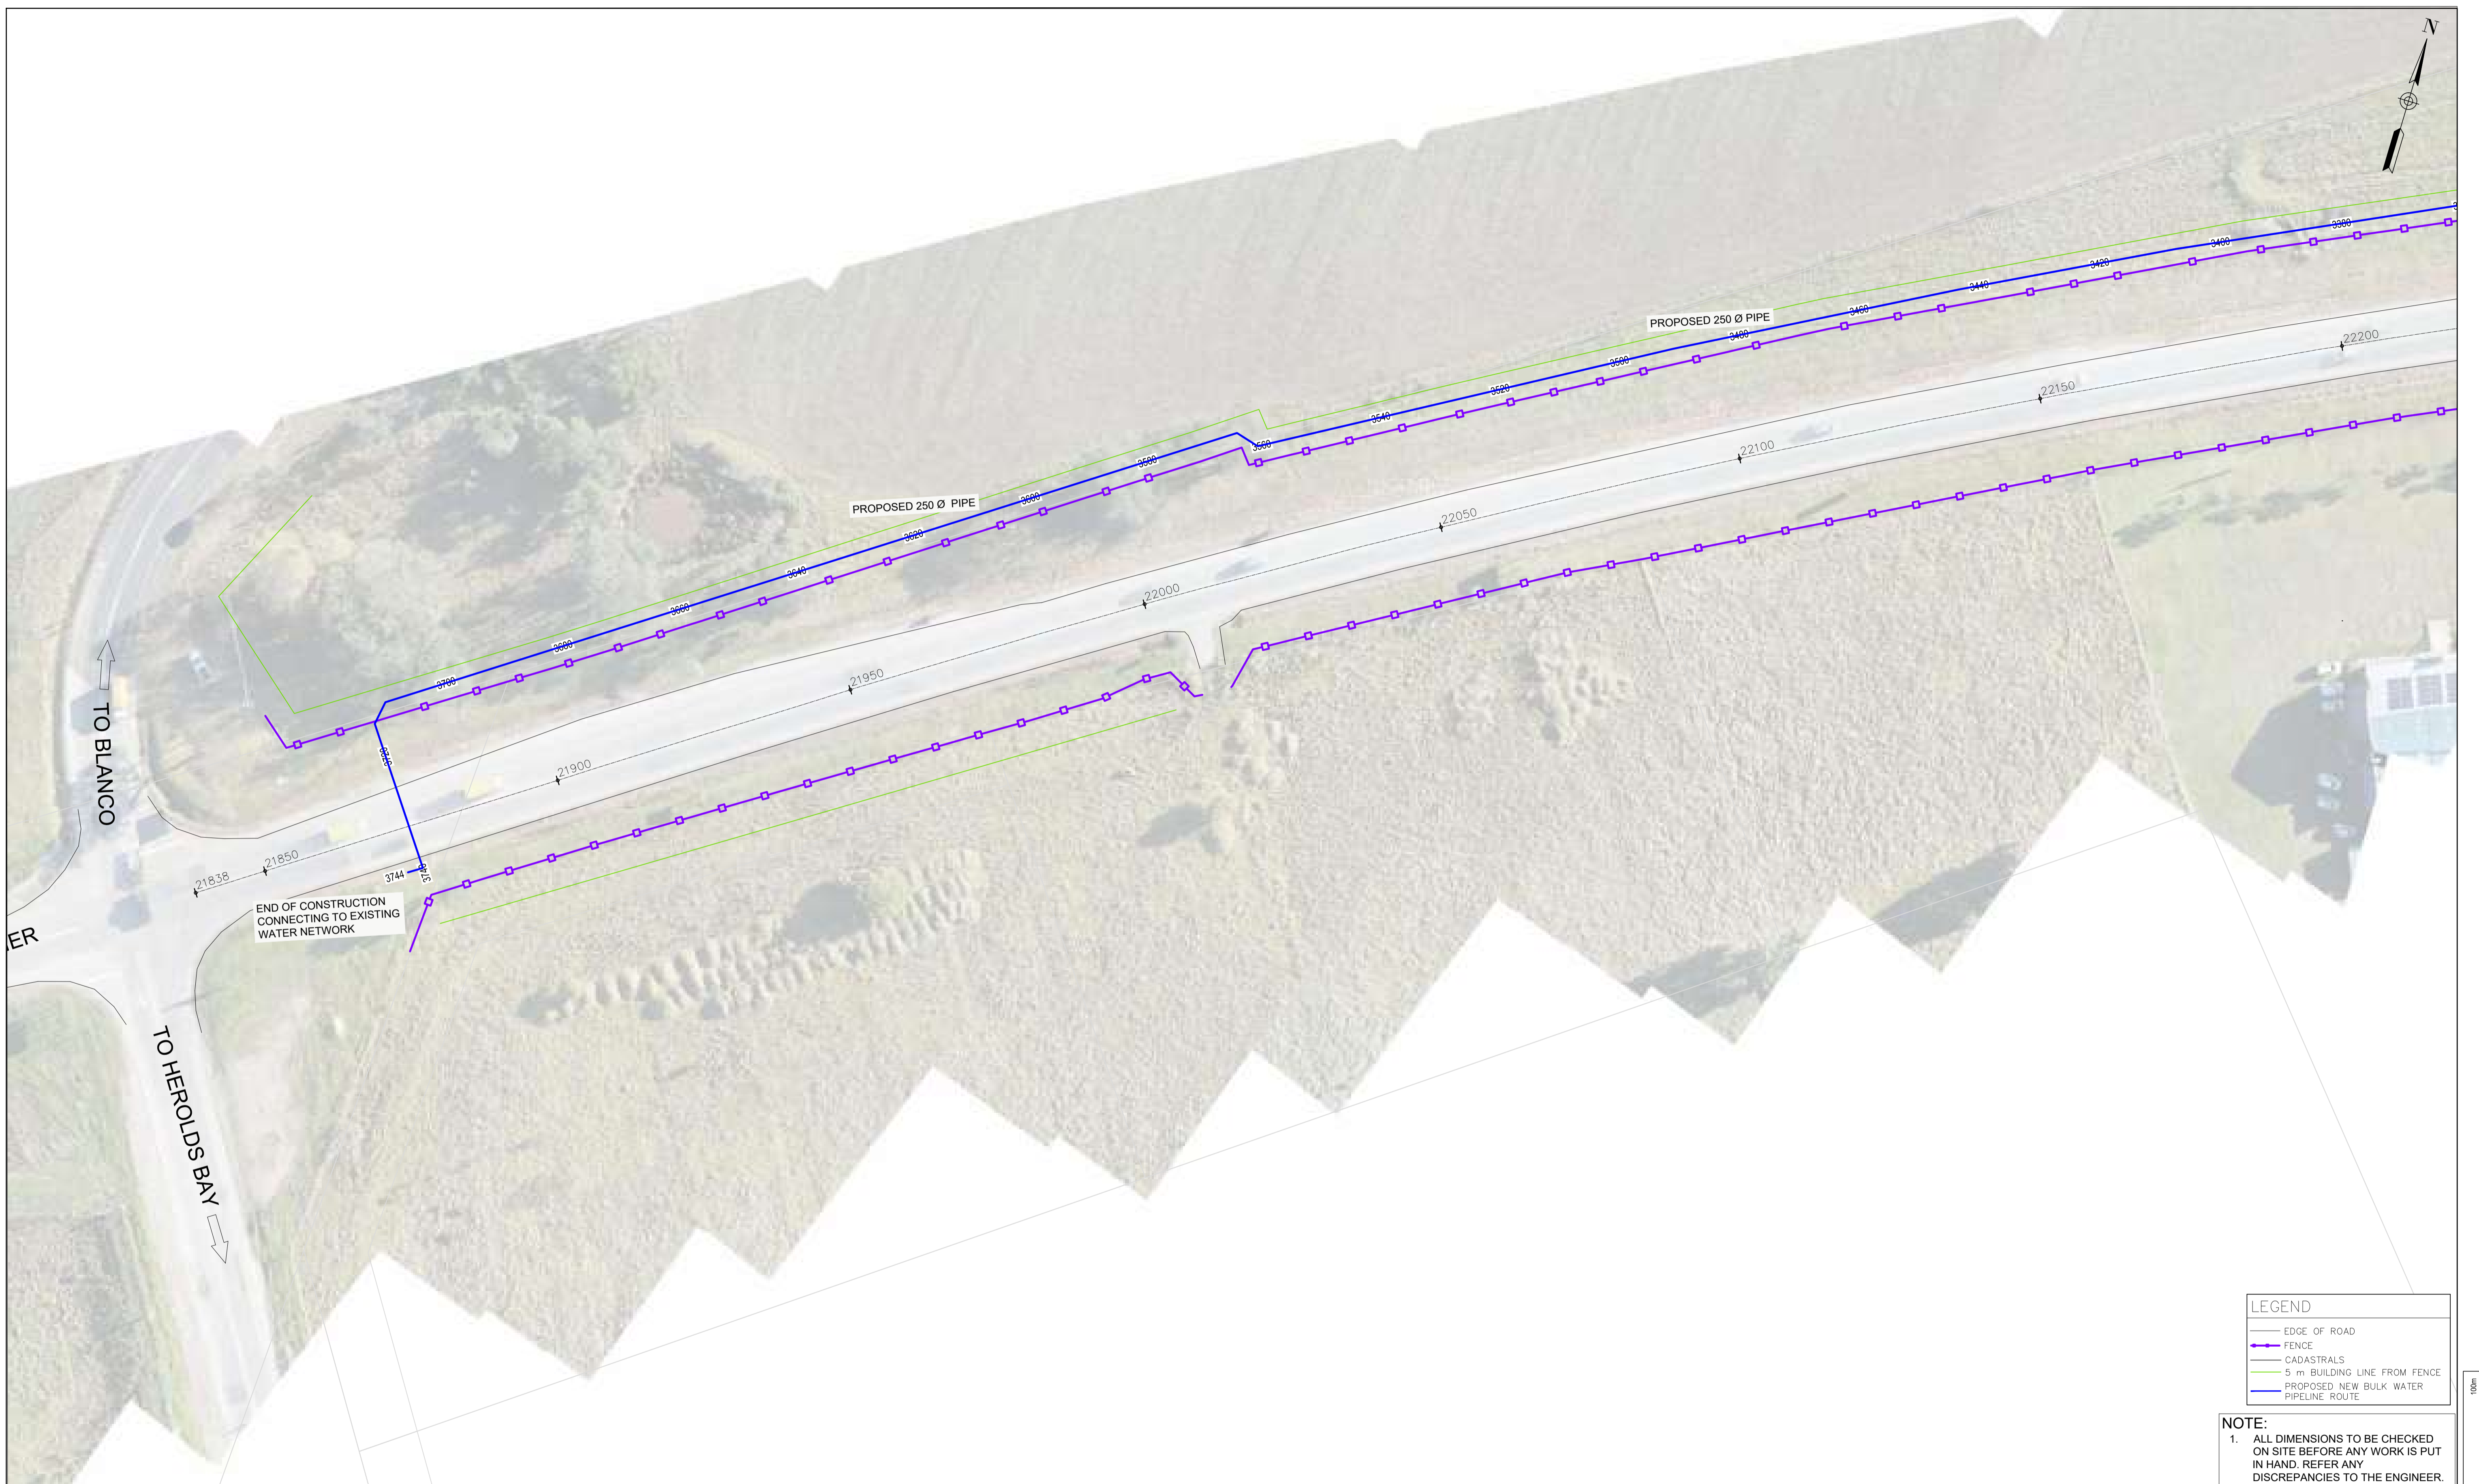 N
3380
3400
3420
3440
3460
PROPOSED 250 Ø PIPE
3480
3500
3520
3540
3560
3580
PROPOSED 250 Ø PIPE
3600
3620
3640
3660
3680
3700
3720
3740
3744
22200
22150
22100
22050
22000
21950
21900
21850
21838
TO BLANCO
END OF CONSTRUCTION
CONNECTING TO EXISTING
WATER NETWORK
TO HEROLDS BAY
LEGEND
EDGE OF ROAD
FENCE
CADASTRALS
5 m BUILDING LINE FROM FENCE
PROPOSED NEW BULK WATER
PIPELINE ROUTE
100m
NOTE:
1. ALL DIMENSIONS TO BE CHECKED
ON SITE BEFORE ANY WORK IS PUT
IN HAND. REFER ANY
DISCREPANCIES TO THE ENGINEER.